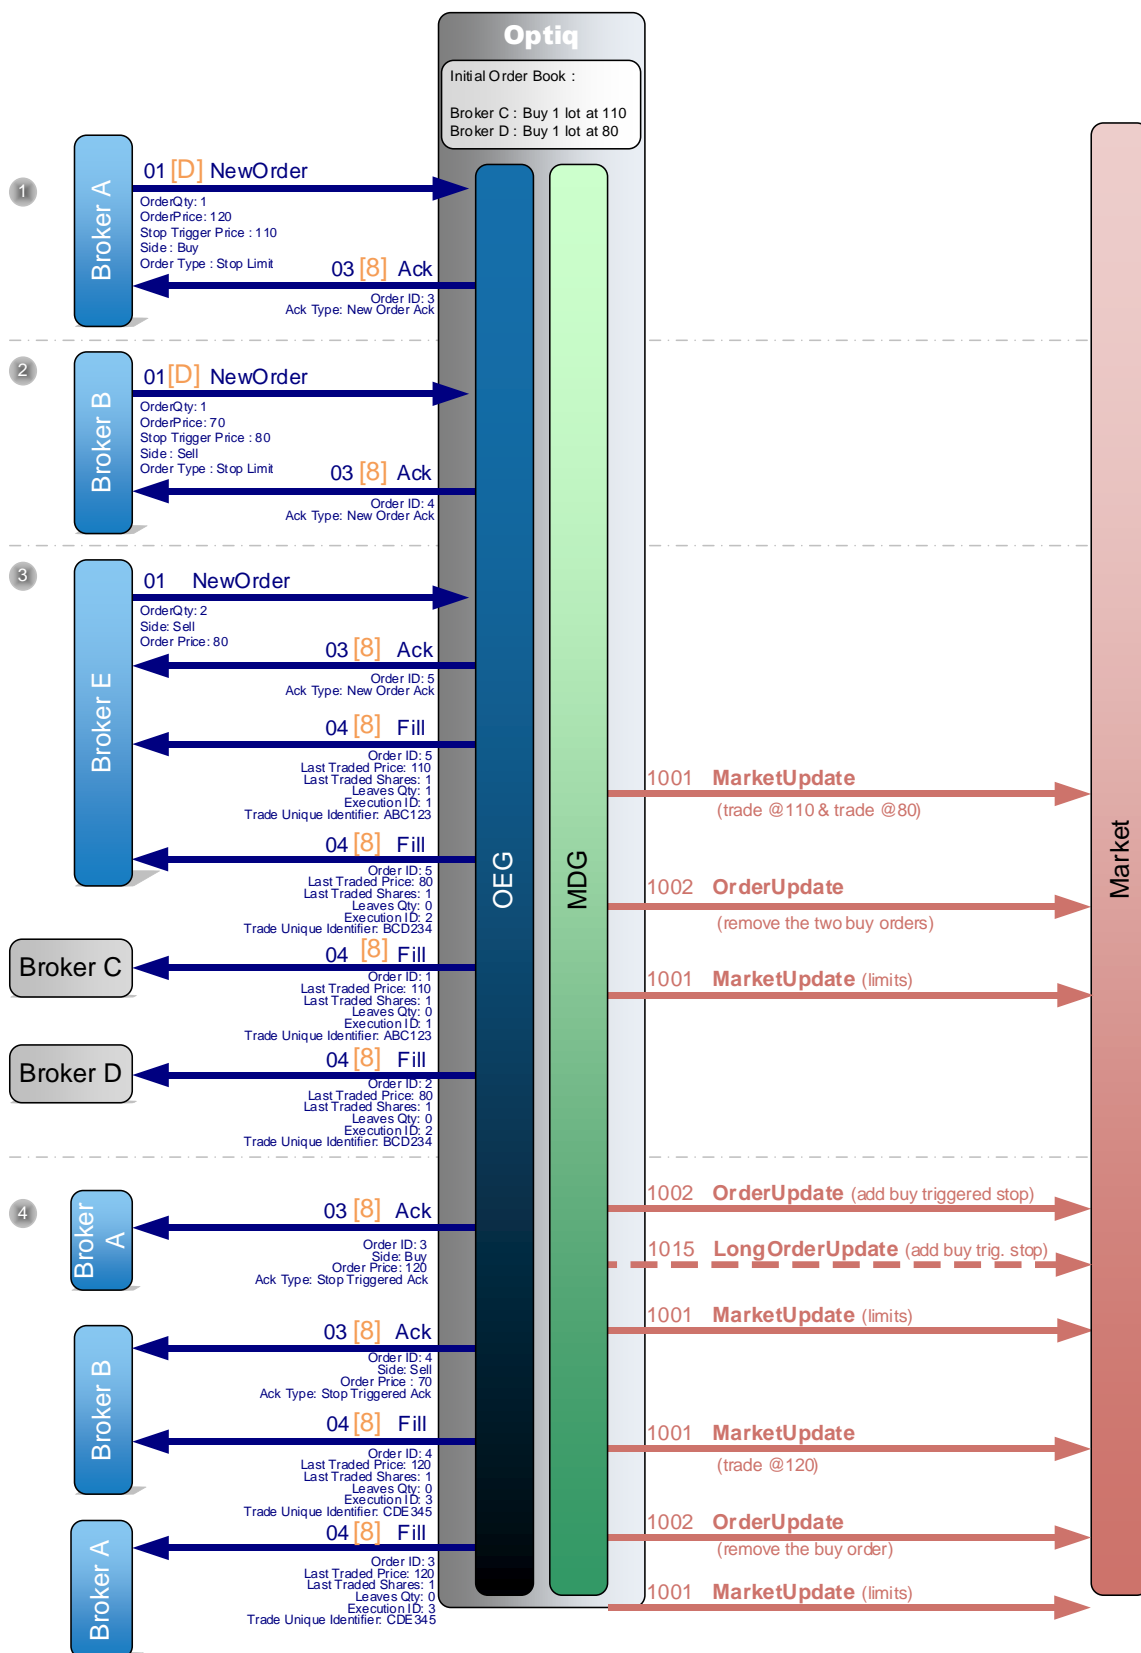 Optiq
Initial Order Book :
Broker C : Buy 1 lot at 110
Broker D : Buy 1 lot at 80
1
Broker A
01 [D] NewOrder
OrderQty: 1
OrderPrice: 120
Stop Trigger Price : 110
Side : Buy
Order Type : Stop Limit
03 [8] Ack
Order ID: 3
Ack Type: New Order Ack
2
Broker B
01 [D] NewOrder
OrderQty: 1
OrderPrice: 70
Stop Trigger Price : 80
Side : Sell
Order Type : Stop Limit
03 [8] Ack
Order ID: 4
Ack Type: New Order Ack
3
Broker E
01 NewOrder
OrderQty: 2
Side: Sell
Order Price: 80
03 [8] Ack
Order ID: 5
Ack Type: New Order Ack
04 [8] Fill
Order ID: 5
Last Traded Price: 110
Last Traded Shares: 1
Leaves Qty: 1
Execution ID: 1
Trade Unique Identifier: ABC123
04 [8] Fill
Order ID: 5
Last Traded Price: 80
Last Traded Shares: 1
Leaves Qty: 0
Execution ID: 2
Trade Unique Identifier: BCD234
Broker C
04 [8] Fill
Order ID: 1
Last Traded Price: 110
Last Traded Shares: 1
Leaves Qty: 0
Execution ID: 1
Trade Unique Identifier: ABC123
Broker D
04 [8] Fill
Order ID: 2
Last Traded Price: 80
Last Traded Shares: 1
Leaves Qty: 0
Execution ID: 2
Trade Unique Identifier: BCD234
OEG
MDG
1001 MarketUpdate
(trade @110 & trade @80)
1002 OrderUpdate
(remove the two buy orders)
1001 MarketUpdate (limits)
Market
4
Broker A
03 [8] Ack
Order ID: 3
Side: Buy
Order Price: 120
Ack Type: Stop Triggered Ack
Broker B
03 [8] Ack
Order ID: 4
Side: Sell
Order Price : 70
Ack Type: Stop Triggered Ack
04 [8] Fill
Order ID: 4
Last Traded Price: 120
Last Traded Shares: 1
Leaves Qty: 0
Execution ID: 3
Trade Unique Identifier: CDE345
Broker A
04 [8] Fill
Order ID: 3
Last Traded Price: 120
Last Traded Shares: 1
Leaves Qty: 0
Execution ID: 3
Trade Unique Identifier: CDE345
1002 OrderUpdate (add buy triggered stop)
1015 LongOrderUpdate (add buy trig. stop)
1001 MarketUpdate (limits)
1001 MarketUpdate
(trade @120)
1002 OrderUpdate
(remove the buy order)
1001 MarketUpdate (limits)